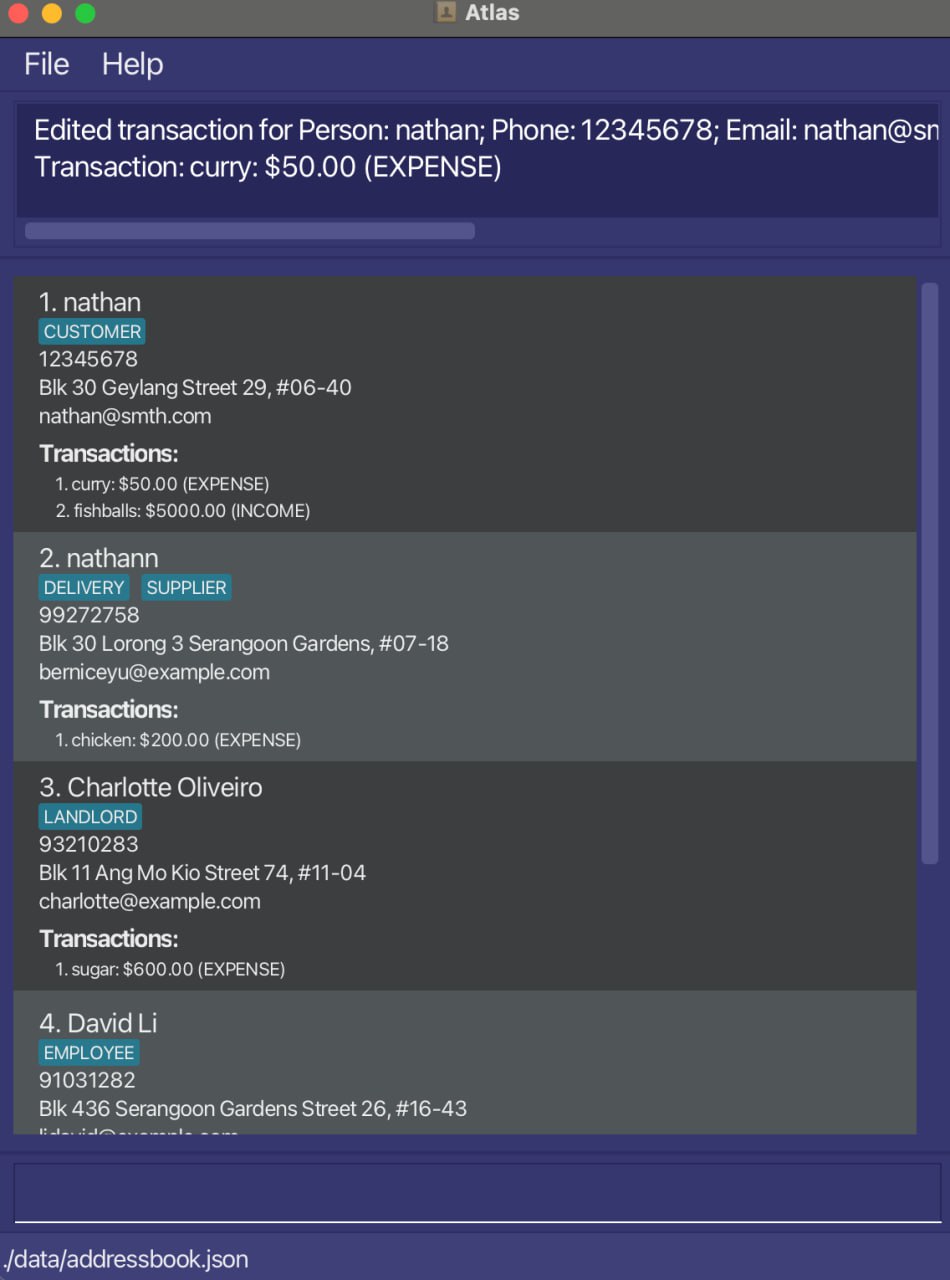 Atlas
File Help
Edited transaction for Person: nathan; Phone: 12345678; Email:
Transaction: curry: $50.00 (EXPENSE)
1. nathan
CUSTOMER
12345678
Blk 30 Geylang Street 29, #06-40
nathan@smth.com
Transactions:
1. curry: $50.00 (EXPENSE)
2. fishballs: $5000.00 (INCOME)
2. nathann
DELIVERY SUPPLIER
99272758
Blk 30 Lorong 3 Serangoon Gardens, #07-18
berniceyu@example.com
Transactions:
1. chicken: $200.00 (EXPENSE)
3. Charlotte Oliveiro
LANDLORD
93210283
Blk 11 Ang Mo Kio Street 74, #11-04
charlotte@example.com
Transactions:
1. sugar: $600.00 (EXPENSE)
4. David Li
EMPLOYEE
91031282
Blk 436 Serangoon Gardens Street 26, #16-43
./data/addressbook.json